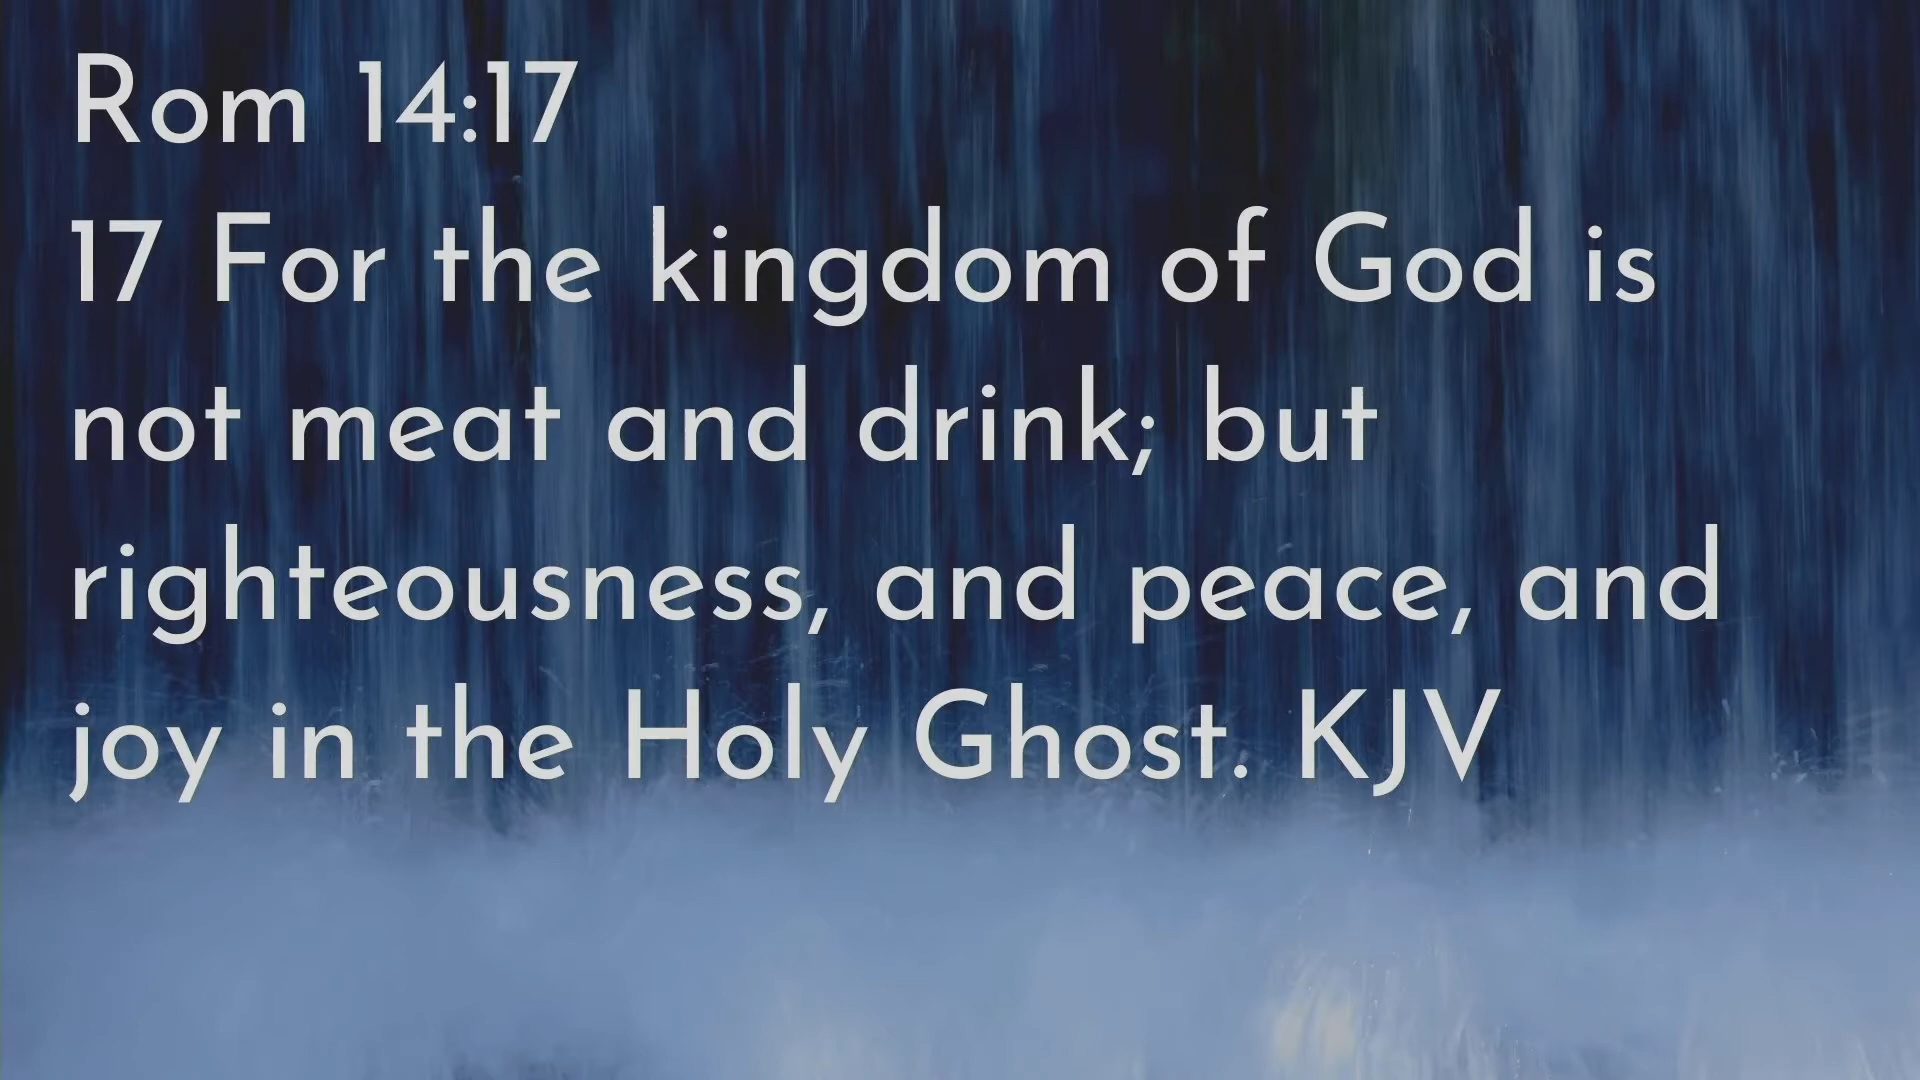 Rom 14:17
17 For the kingdom of God is
not meat and drink; but
righteousness, and peace, and
joy in the Holy Ghost. KJV